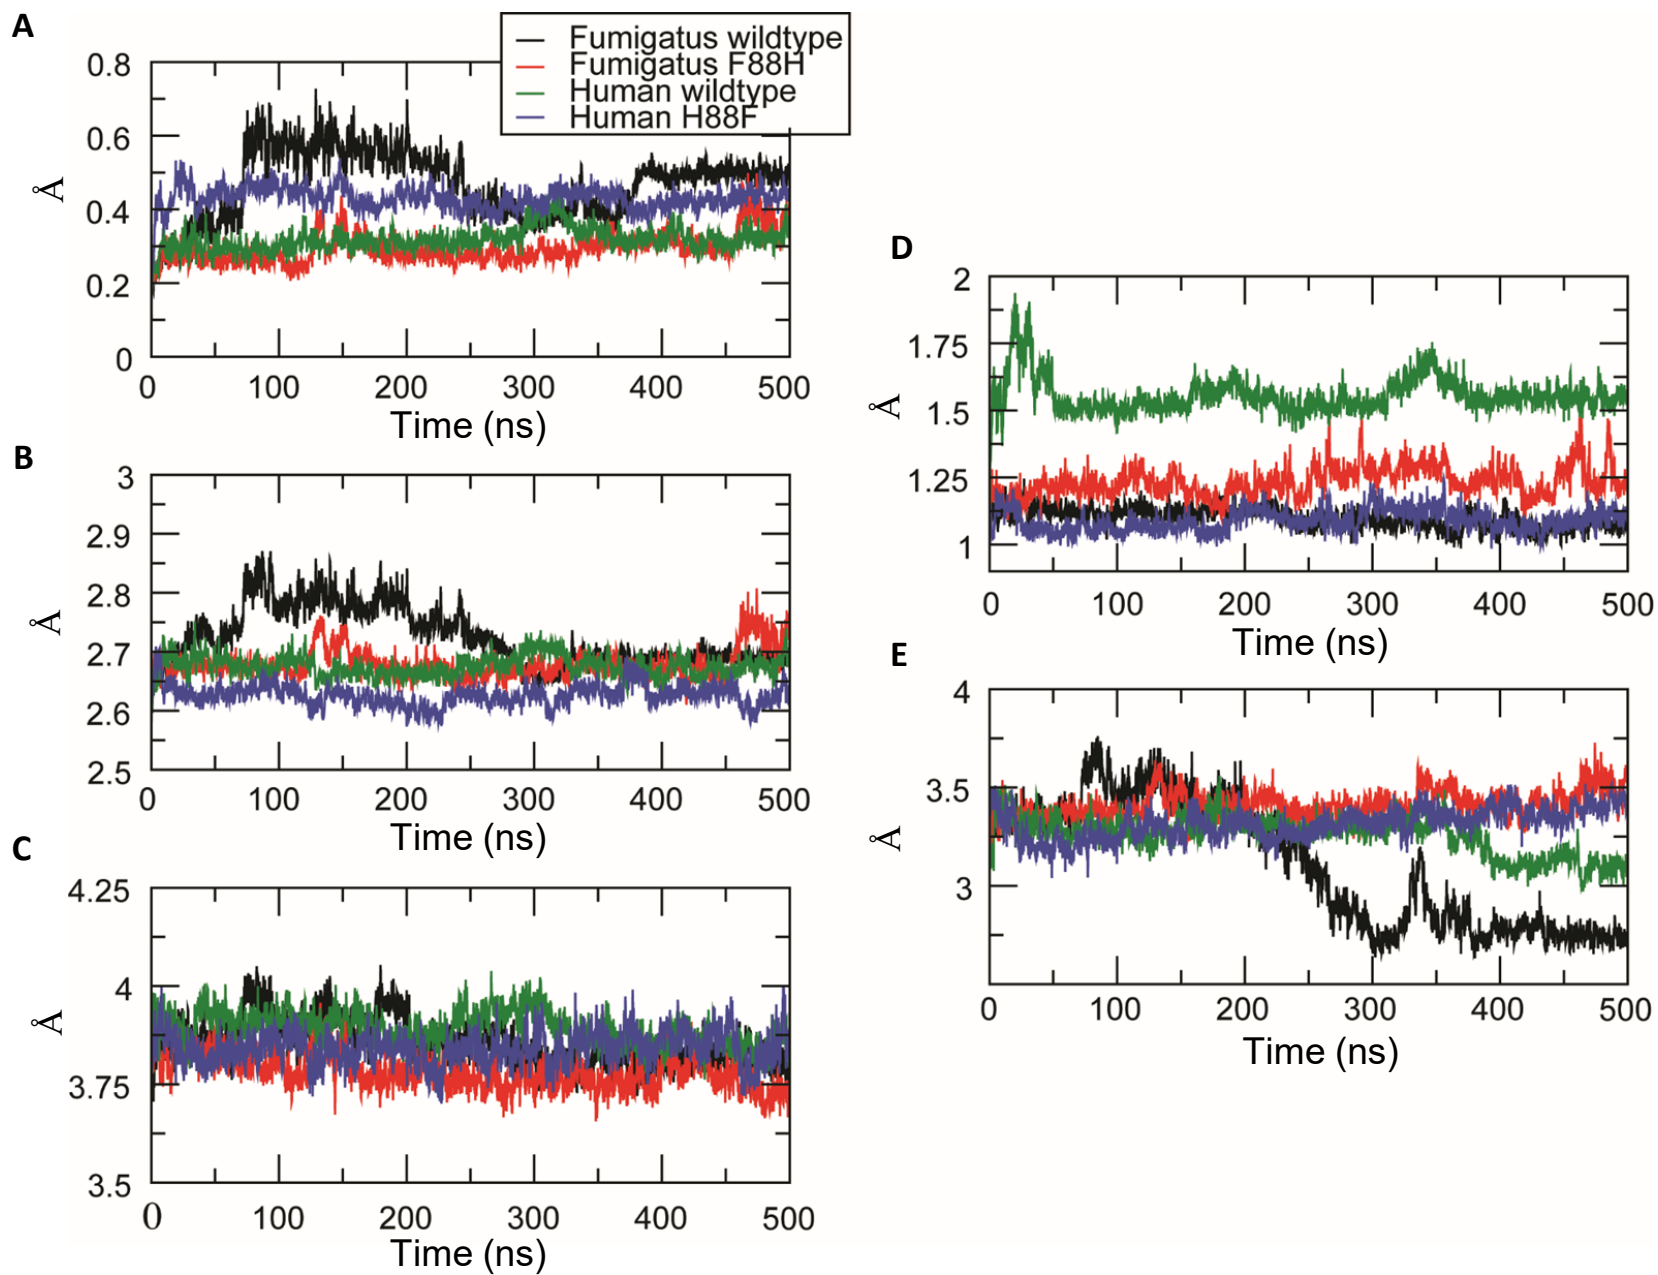 A
Fumigatus wildtype
Fumigatus F88H
Human wildtype
Human H88F
0.8
0.6
0.4
0.2
0
Å
0 100 200 300 400 500
Time (ns)
B
3
2.9
2.8
2.7
2.6
2.5
Å
0 100 200 300 400 500
Time (ns)
C
4.25
4
3.75
3.5
Å
0 100 200 300 400 500
Time (ns)
D
2
1.75
1.5
1.25
1
Å
0 100 200 300 400 500
Time (ns)
E
4
3.5
3
Å
0 100 200 300 400 500
Time (ns)